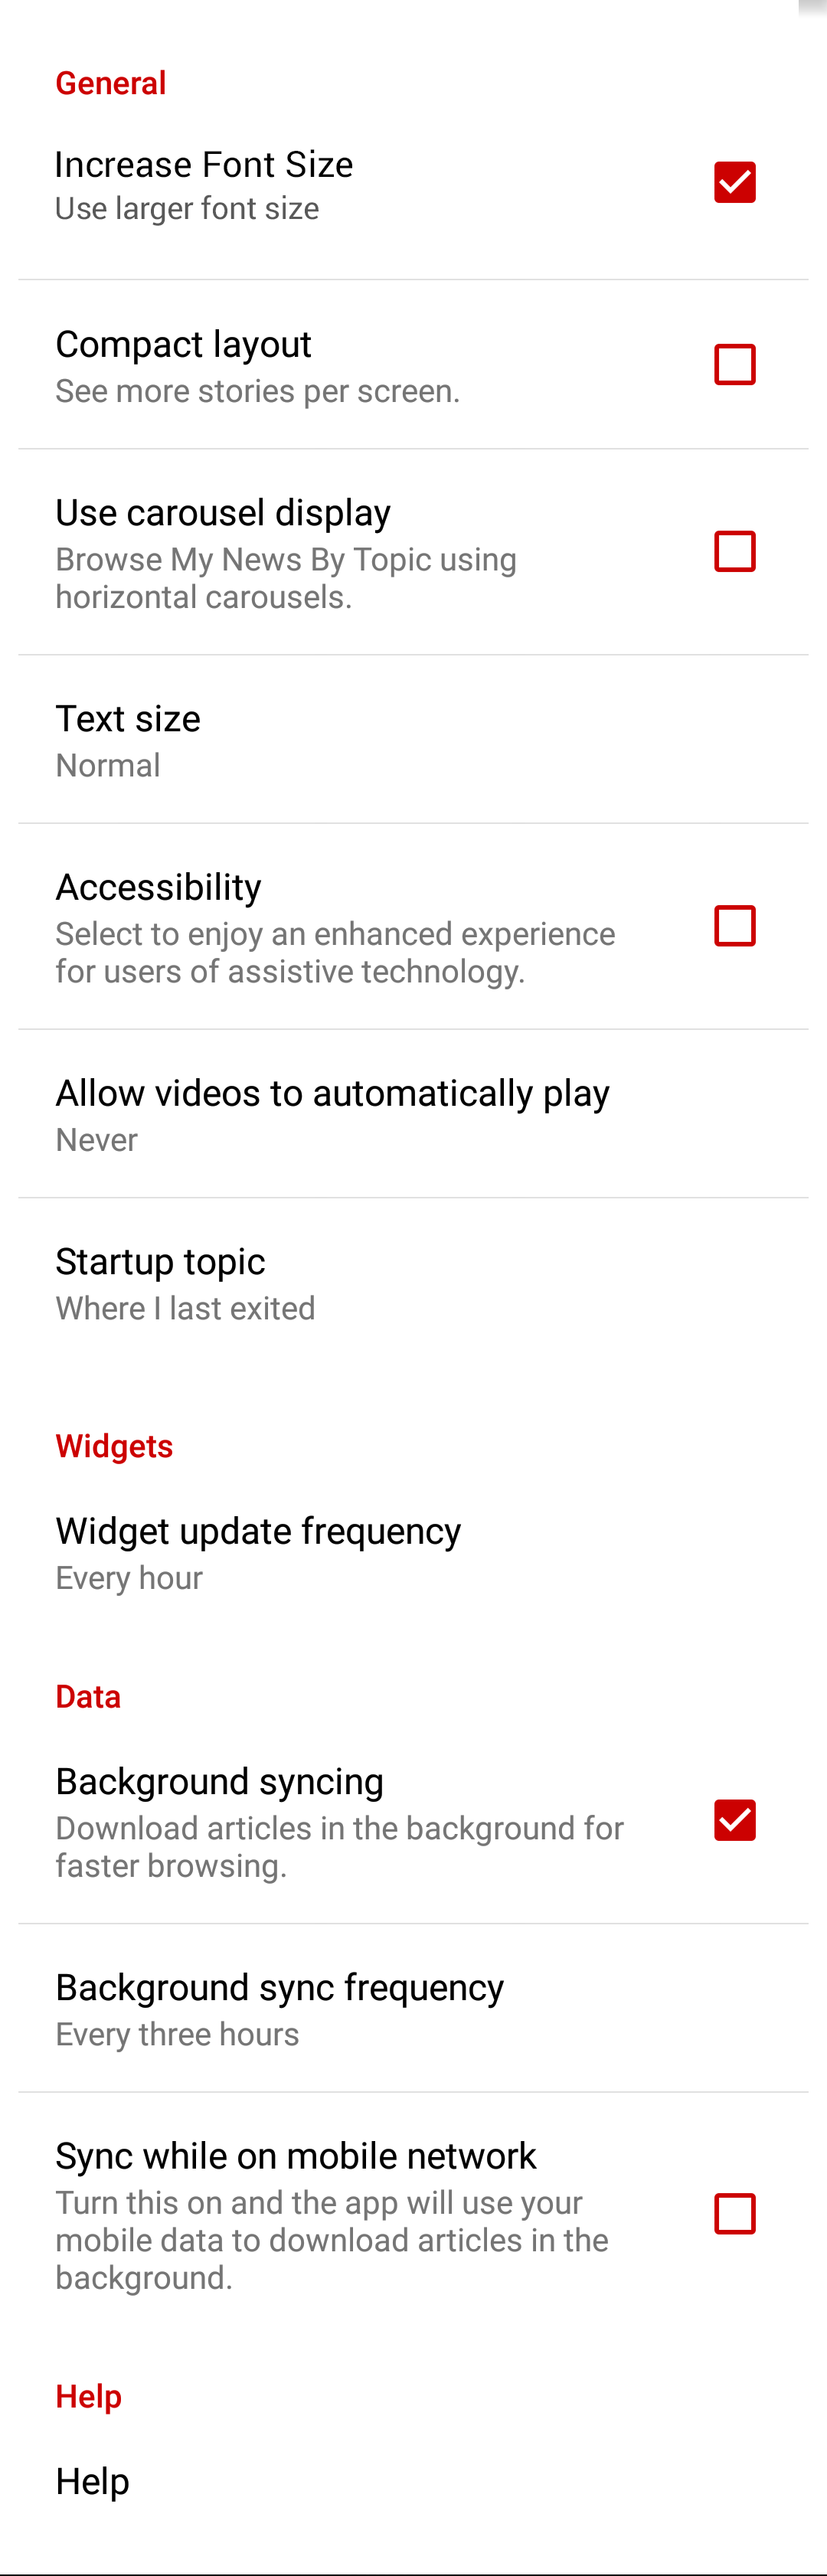 General
Increase Font Size
Use larger font size
Compact layout
See more stories per screen.
Use carousel display
Browse My News By Topic using
horizontal carousels.
Text size
Normal
Accessibility
Select to enjoy an enhanced experience
for users of assistive technology.
Allow videos to automatically play
Never
Startup topic
Where I last exited
Widgets
Widget update frequency
Every hour
Data
Background syncing
Download articles in the background for
faster browsing.
Background sync frequency
Every three hours
Sync while on mobile network
Turn this on and the app will use your
mobile data to download articles in the
background.
Help
Help